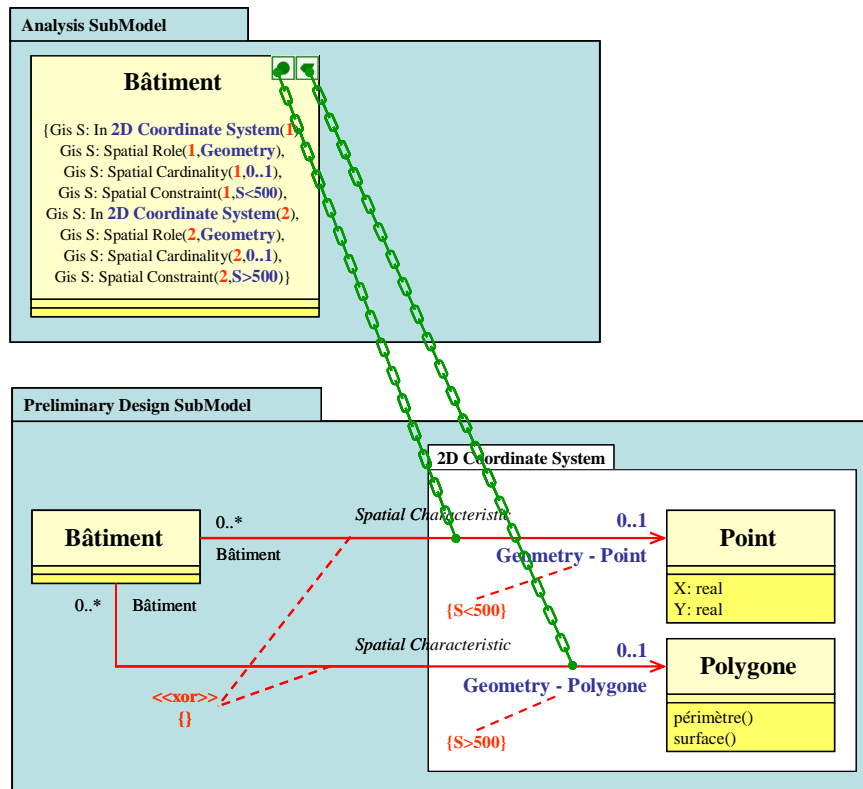 Analysis SubModel
Bâtiment
{Gis S: In 2D Coordinate System(1),
Gis S: Spatial Role(1,Geometry),
Gis S: Spatial Cardinality(1,0..1),
Gis S: Spatial Constraint(1,S<500),
Gis S: In 2D Coordinate System(2),
Gis S: Spatial Role(2,Geometry),
Gis S: Spatial Cardinality(2,0..1),
Gis S: Spatial Constraint(2,S>500)}
Preliminary Design SubModel
2D Coordinate System
Bâtiment
0..*
Bâtiment
Spatial Characteristic
0..1
Geometry - Point
{S<500}
Point
X: real
Y: real
0..*
Bâtiment
Spatial Characteristic
0..1
Geometry - Polygone
{S>500}
Polygone
périmètre()
surface()
<<xor>>
{}